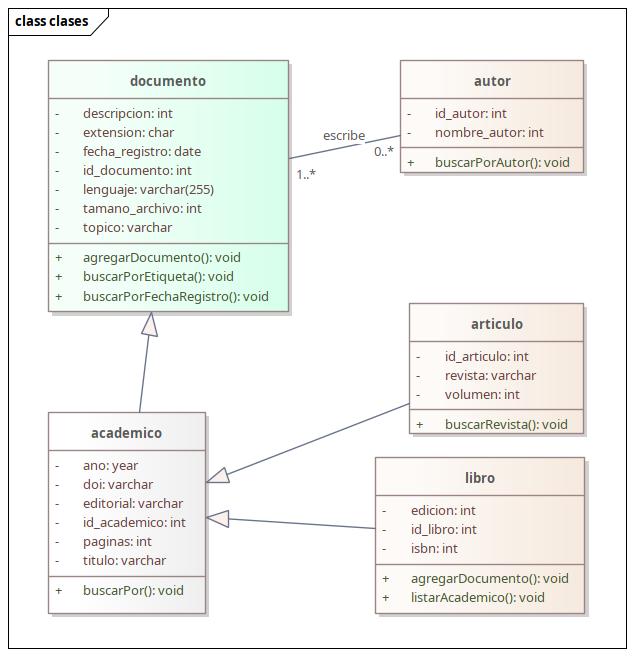 class clases
documento
- descripcion: int
- extension: char
- fecha_registro: date
- id_documento: int
- lenguaje: varchar(255)
- tamano_archivo: int
- topico: varchar
+ agregarDocumento(): void
+ buscarPorEtiqueta(): void
+ buscarPorFechaRegistro(): void
escribe
1..*
0..*
autor
- id_autor: int
- nombre_autor: int
+ buscarPorAutor(): void
articulo
- id_articulo: int
- revista: varchar
- volumen: int
+ buscarRevista(): void
academico
- ano: year
- doi: varchar
- editorial: varchar
- id_academico: int
- paginas: int
- titulo: varchar
+ buscarPor(): void
libro
- edicion: int
- id_libro: int
- isbn: int
+ agregarDocumento(): void
+ listarAcademico(): void